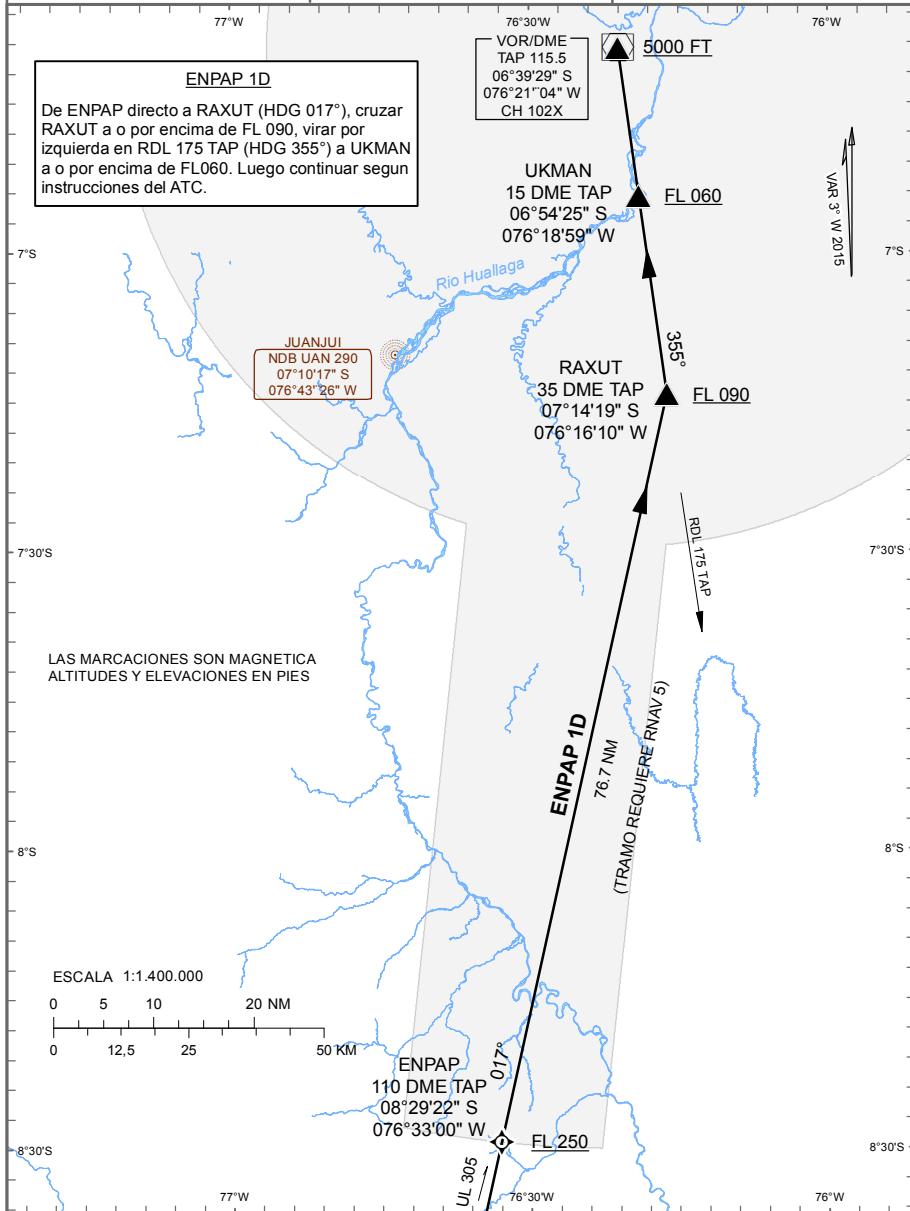 77°W
76°30'W
76°W
VOR/DME
TAP 115.5
06°39'29" S
076°21'04" W
CH 102X
5000 FT
ENPAP 1D
De ENPAP directo a RAXUT (HDG 017°), cruzar
RAXUT a o por encima de FL 090, virar por
izquierda en RDL 175 TAP (HDG 355°) a UKMAN
a o por encima de FL060. Luego continuar segun
instrucciones del ATC.
UKMAN
15 DME TAP
06°54'25" S
076°18'59" W
FL 060
VAR 3° W 2015
7°S
7°S
Rio Huallaga
JUANJUI
NDB UAN 290
07°10'17" S
076°43'26" W
355°
RAXUT
35 DME TAP
07°14'19" S
076°16'10" W
FL 090
RDL 175 TAP
7°30'S
7°30'S
LAS MARCACIONES SON MAGNETICA
ALTITUDES Y ELEVACIONES EN PIES
ENPAP 1D
76.7 NM
(TRAMO REQUIERE RNAV 5)
8°S
8°S
ESCALA 1:1.400.000
0 5 10 20 NM
0 12,5 25 50 KM
017°
ENPAP
110 DME TAP
08°29'22" S
076°33'00" W
FL 250
UL 305
8°30'S
8°30'S
77°W
76°30'W
76°W